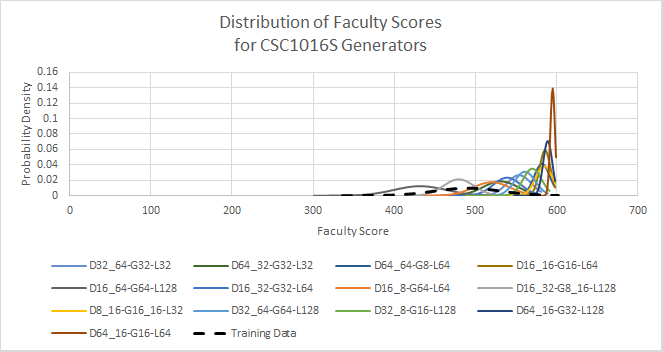 Distribution of Faculty Scores
for CSC1016S Generators
Probability Density
0.16
0.14
0.12
0.1
0.08
0.06
0.04
0.02
0
0 100 200 300 400 500 600 700
Faculty Score
D32_64-G32-L32 D64_32-G32-L32 D64_64-G8-L64 D16_16-G16-L64
D16_64-G64-L128 D16_32-G32-L64 D16_8-G64-L64 D16_32-G8_16-L128
D8_16-G16_16-L32 D32_64-G64-L128 D32_8-G16-L128 D64_16-G32-L128
D64_16-G16-L64 Training Data